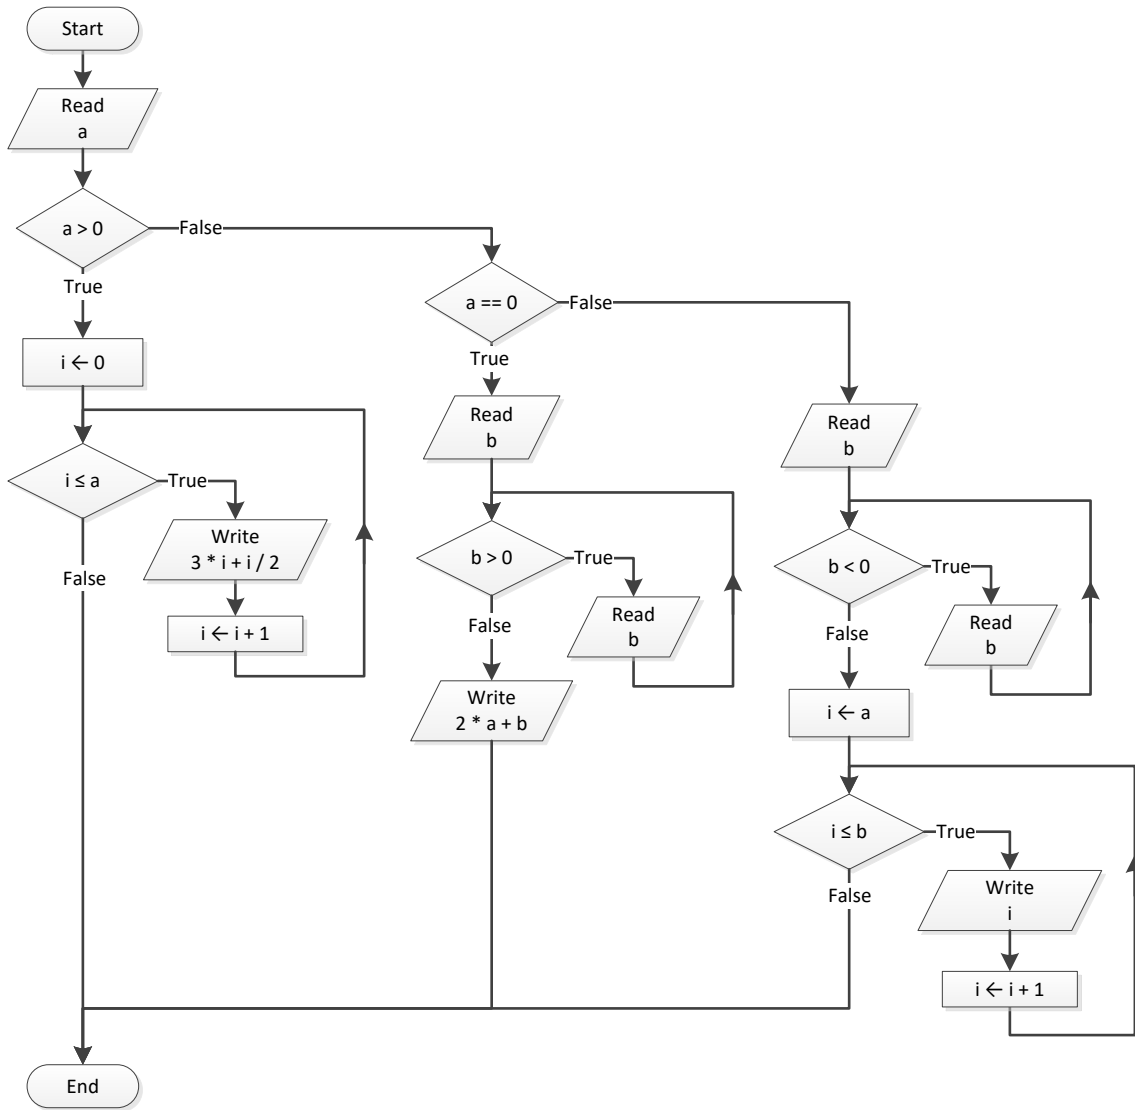 Start
Read
a
a > 0
False
True
i ← 0
i ≤ a
True
Write
3 * i + i / 2
i ← i + 1
False
a == 0
False
True
Read
b
b > 0
True
Read
b
False
Write
2 * a + b
Read
b
b < 0
True
Read
b
False
i ← a
i ≤ b
True
Write
i
i ← i + 1
False
End